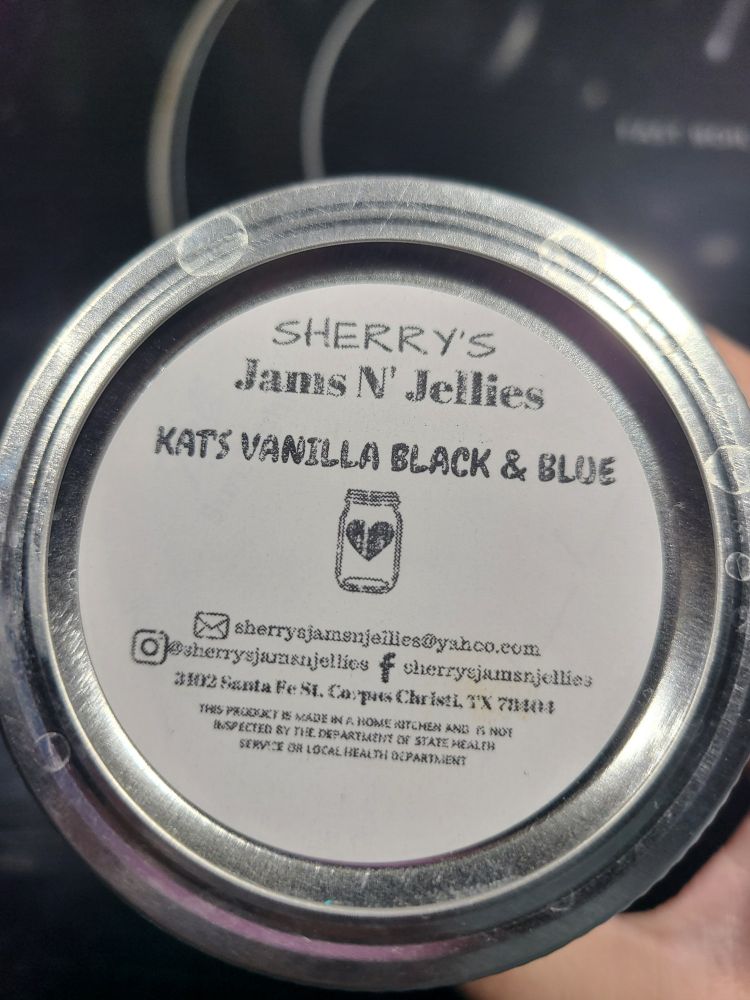 SHERRY'S
Jams N' Jellies
KATS VANILLA BLACK & BLUE
sherrysjamsnjellies@yahoo.com
@sherrysjamsnjellies f sherrysjamsnjellies
3102 Santa Fe St. Corpus Christi, TX 78404
THIS PRODUCT IS MADE IN A HOME KITCHEN AND IS NOT
INSPECTED BY THE DEPARTMENT OF STATE HEALTH
SERVICE OR LOCAL HEALTH DEPARTMENT